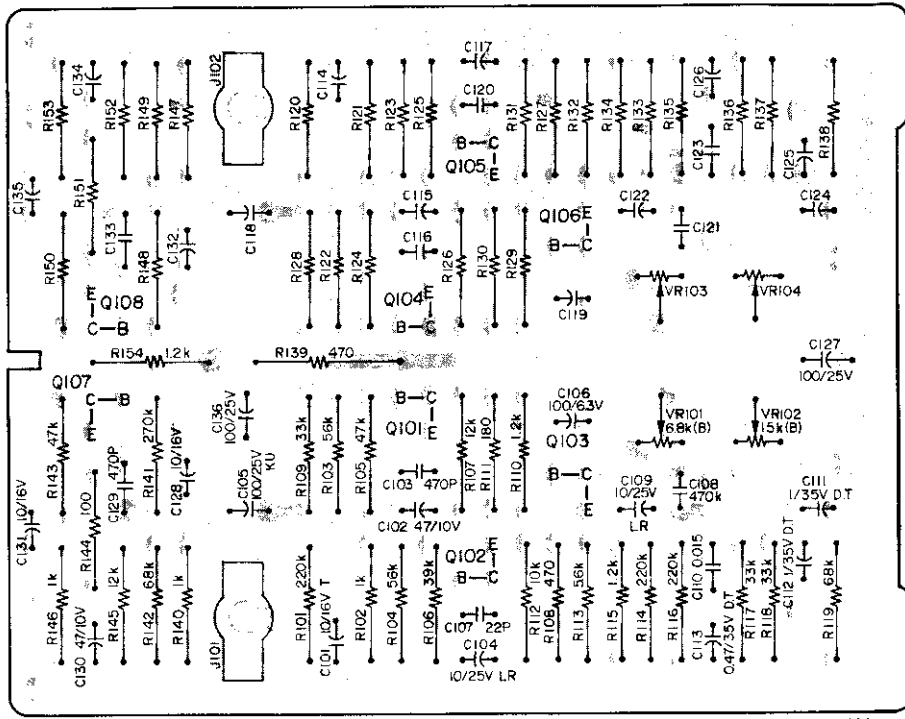 C117
C134
J102
C114
C120
C126
R153
R152
R149
R147
R120
R121
R123
R125
R131
R127
R132
R134
R133
R135
C123
R136
R137
C125
R138
B C E
Q105
C135
R151
C133
C132
C118
C115
C116
C122
C121
C124
Q106
E B C
R150
R148
R128
R122
R124
R126
R130
R129
C119
VR103
VR104
E Q108
C B
Q104 E
B C
R154 1.2k
R139 470
C127
100/25V
Q107
C B
E
C136
100/25V
B C
Q101 E
C106
100/6.3V
Q103
B C
E
VR101
6.8k(B)
VR102
15k(B)
R143 47k
R141 270k
C128 10/16V
C129 470P
C105
100/25V
KU
R109 33k
R103 56k
R105 47k
C103 470P
C102 47/10V
R107 12k
R111 180
R110 1.2k
C109
10/25V
L.R
C108
470k
C111
1/35V D.T
C131 10/16V
R144 100
Q102 E
B C
R146 1k
C130 47/10V
R145 12k
R142 68k
R140 1k
J101
R101 220k
C101 10/16V T
R102 1k
R104 56k
R106 39k
C107 22P
C104
10/25V LR
R112 10k
R108 470
R113 5.6k
R115 1.2k
R114 220k
R116 220k
C110 0.015
C113
0.47/35V D.T
R117 33k
R118 33k
C112 1/35V D.T
R119 68k